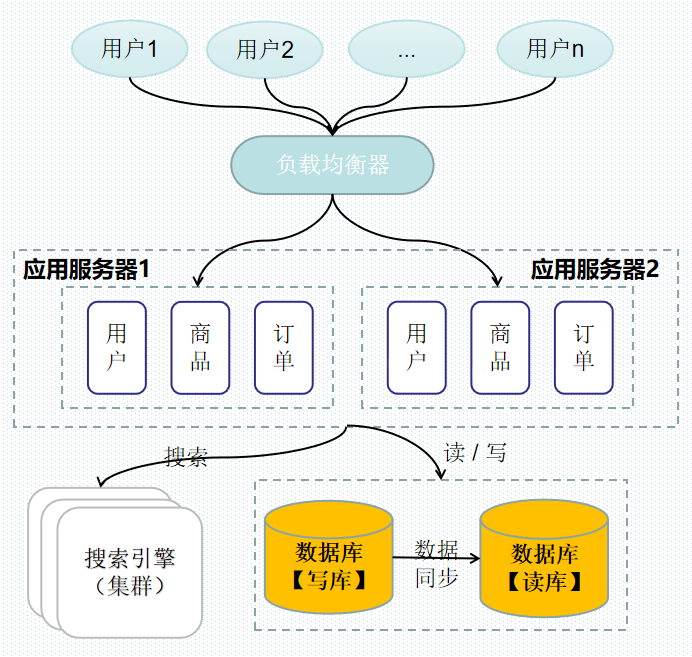 用户1
用户2
...
用户n
负载均衡器
应用服务器1
应用服务器2
用
户
商
品
订
单
用
户
商
品
订
单
搜索
读 / 写
搜索引擎
（集群）
数据库
【写库】
数据
同步
数据库
【读库】